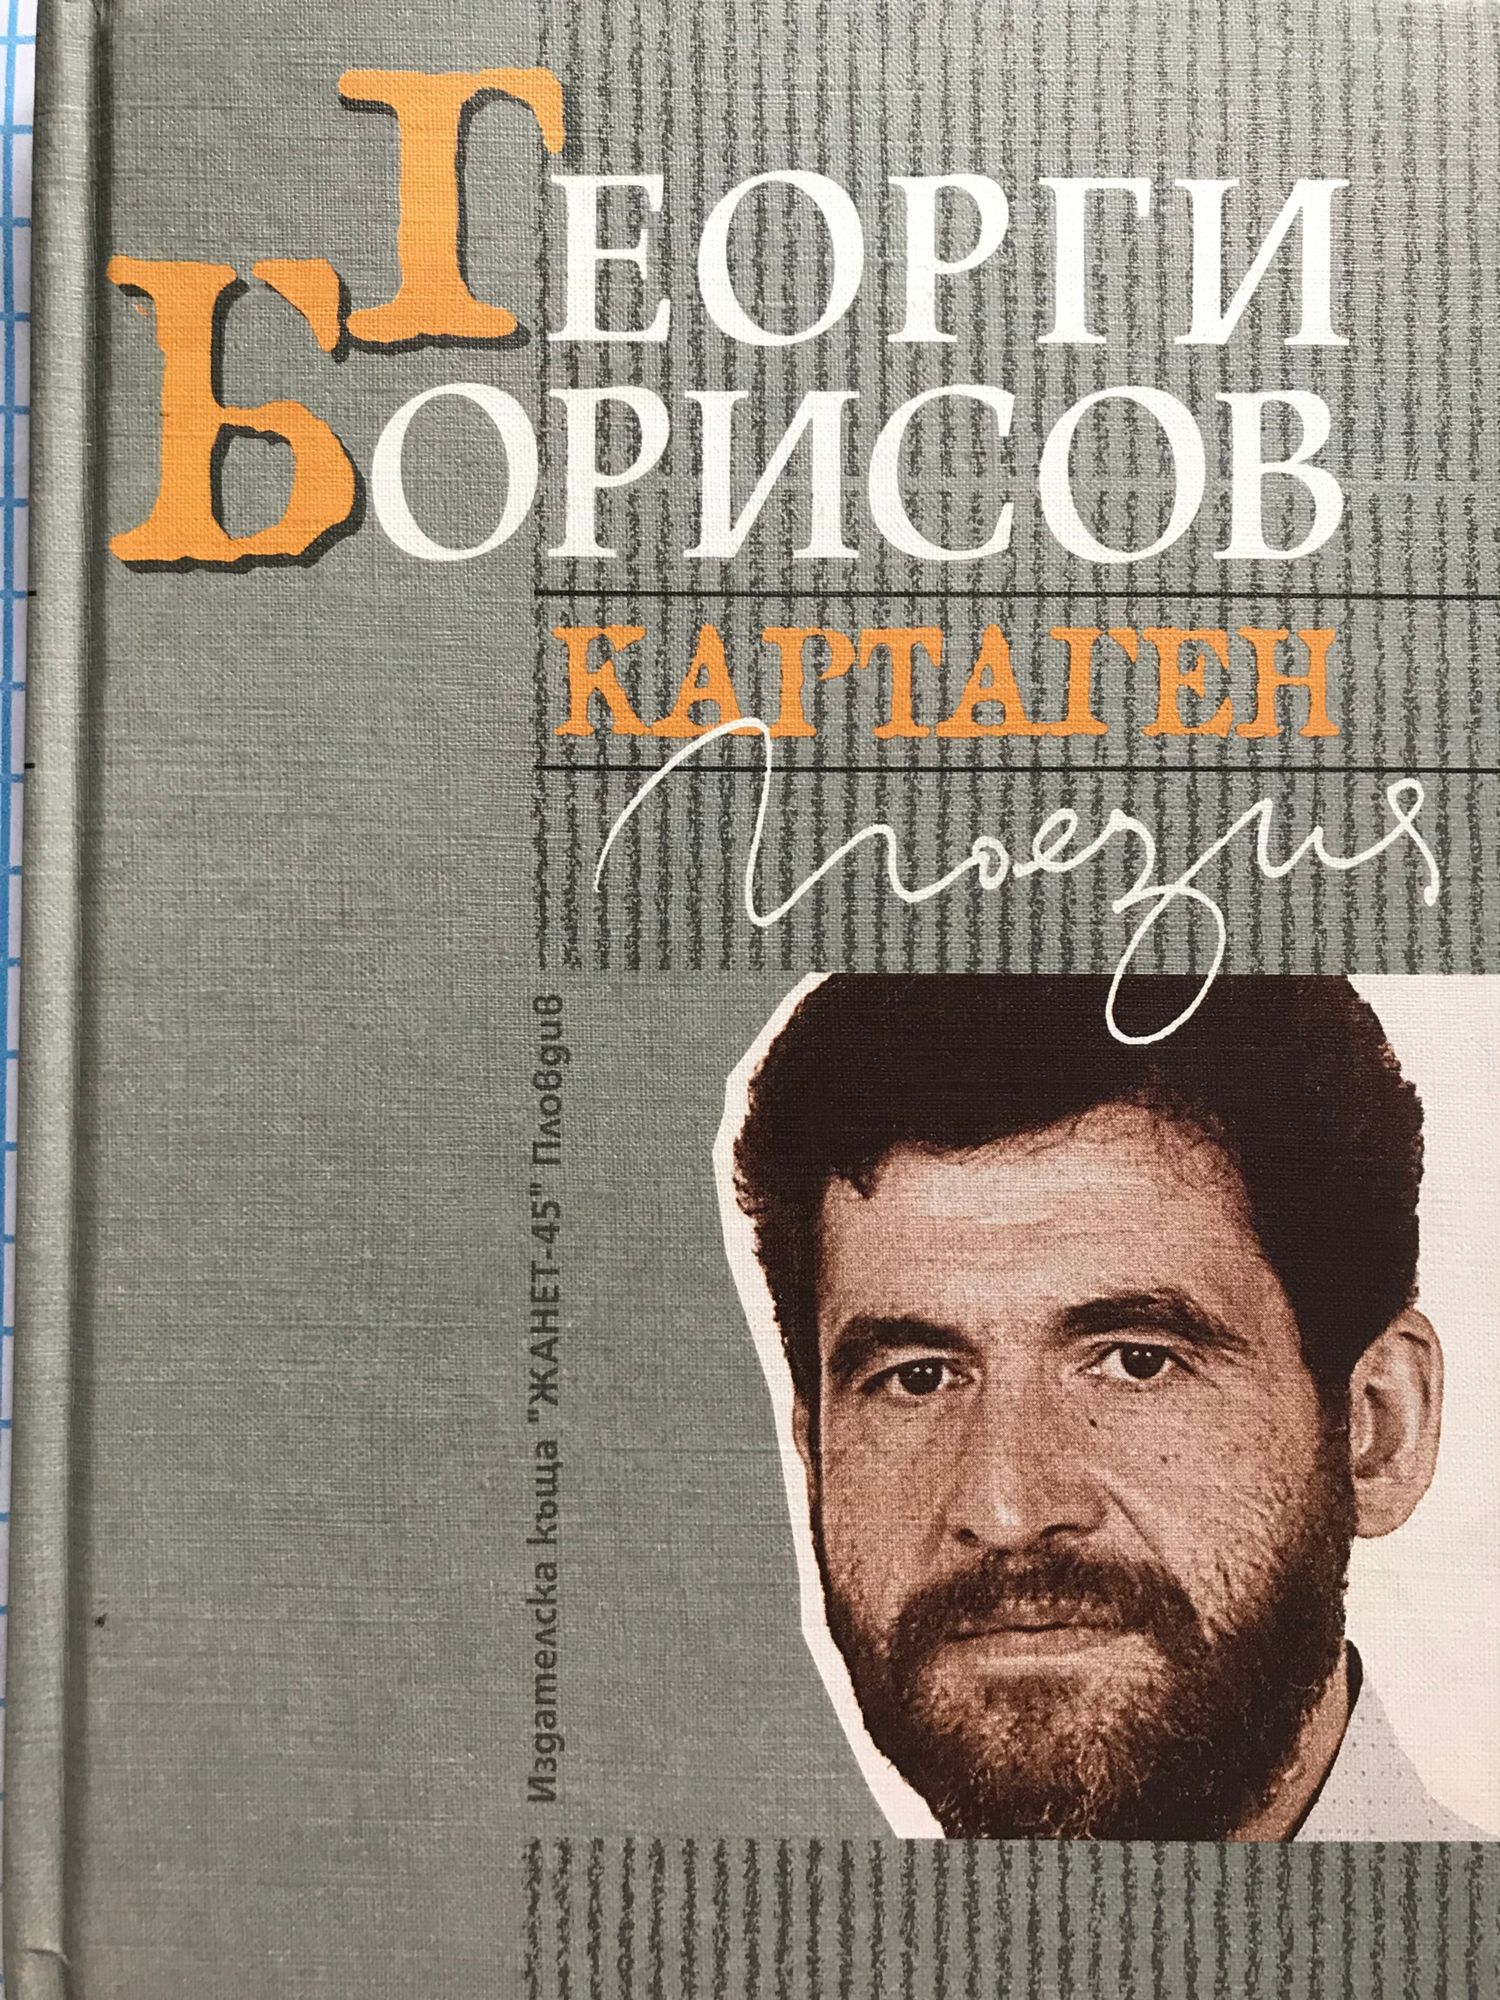 ГЕОРГИ
БОРИСОВ
КАРТАГЕН
Поезия
Издателска къща "ЖАНЕТ-45" Пловдив